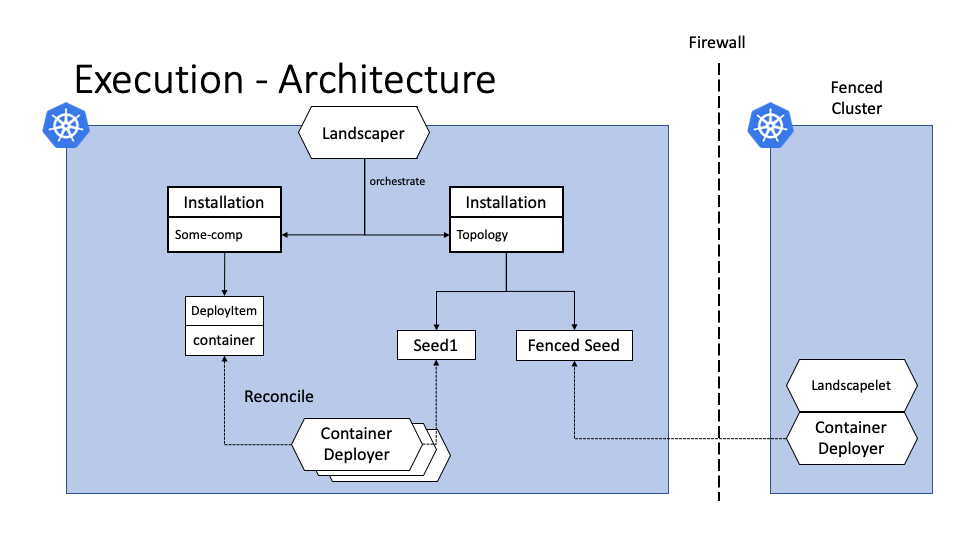 Firewall
Execution - Architecture
Fenced
Cluster
Landscaper
orchestrate
Installation
Some-comp
Installation
Topology
DeployItem
container
Seed1
Fenced Seed
Reconcile
Container
Deployer
Landscapelet
Container
Deployer